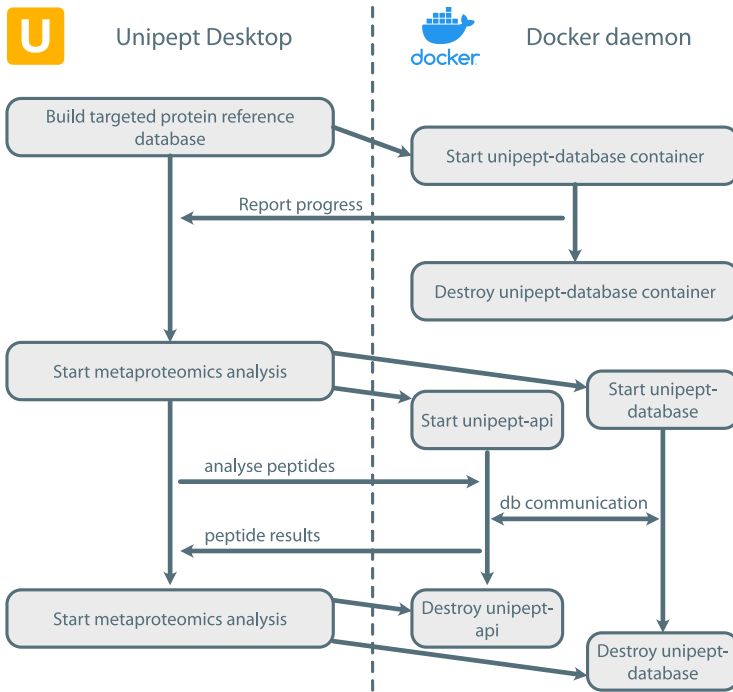 U
Unipept Desktop
docker
Docker daemon
Build targeted protein reference
database
Start unipept-database container
Report progress
Destroy unipept-database container
Start metaproteomics analysis
Start unipept-
database
Start unipept-api
analyse peptides
db communication
peptide results
Start metaproteomics analysis
Destroy unipept-
api
Destroy unipept-
database